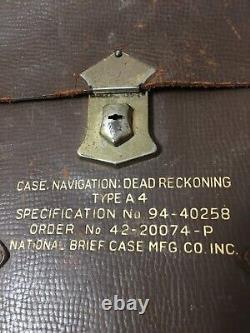 CASE, NAVIGATION: DEAD RECKONING
TYPE A 4
SPECIFICATION No. 94-40258
ORDER No 42-20074-P
NATIONAL BRIEF CASE MFG. CO. INC.